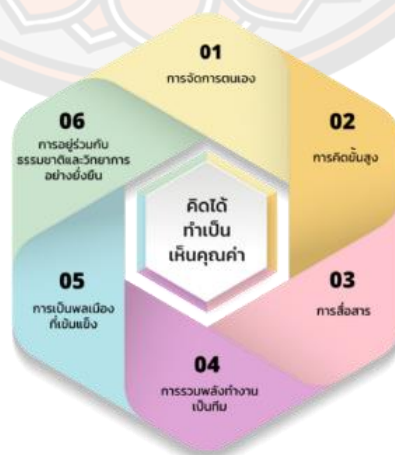 01
การจัดการตนเอง
02
การคิดขั้นสูง
03
การสื่อสาร
04
การรวมพลังทำงาน
เป็นทีม
05
การเป็นพลเมือง
ที่เข้มแข็ง
06
การอยู่ร่วมกับ
ธรรมชาติและวิทยาการ
อย่างยั่งยืน
คิดได้
ทำเป็น
เห็นคุณค่า